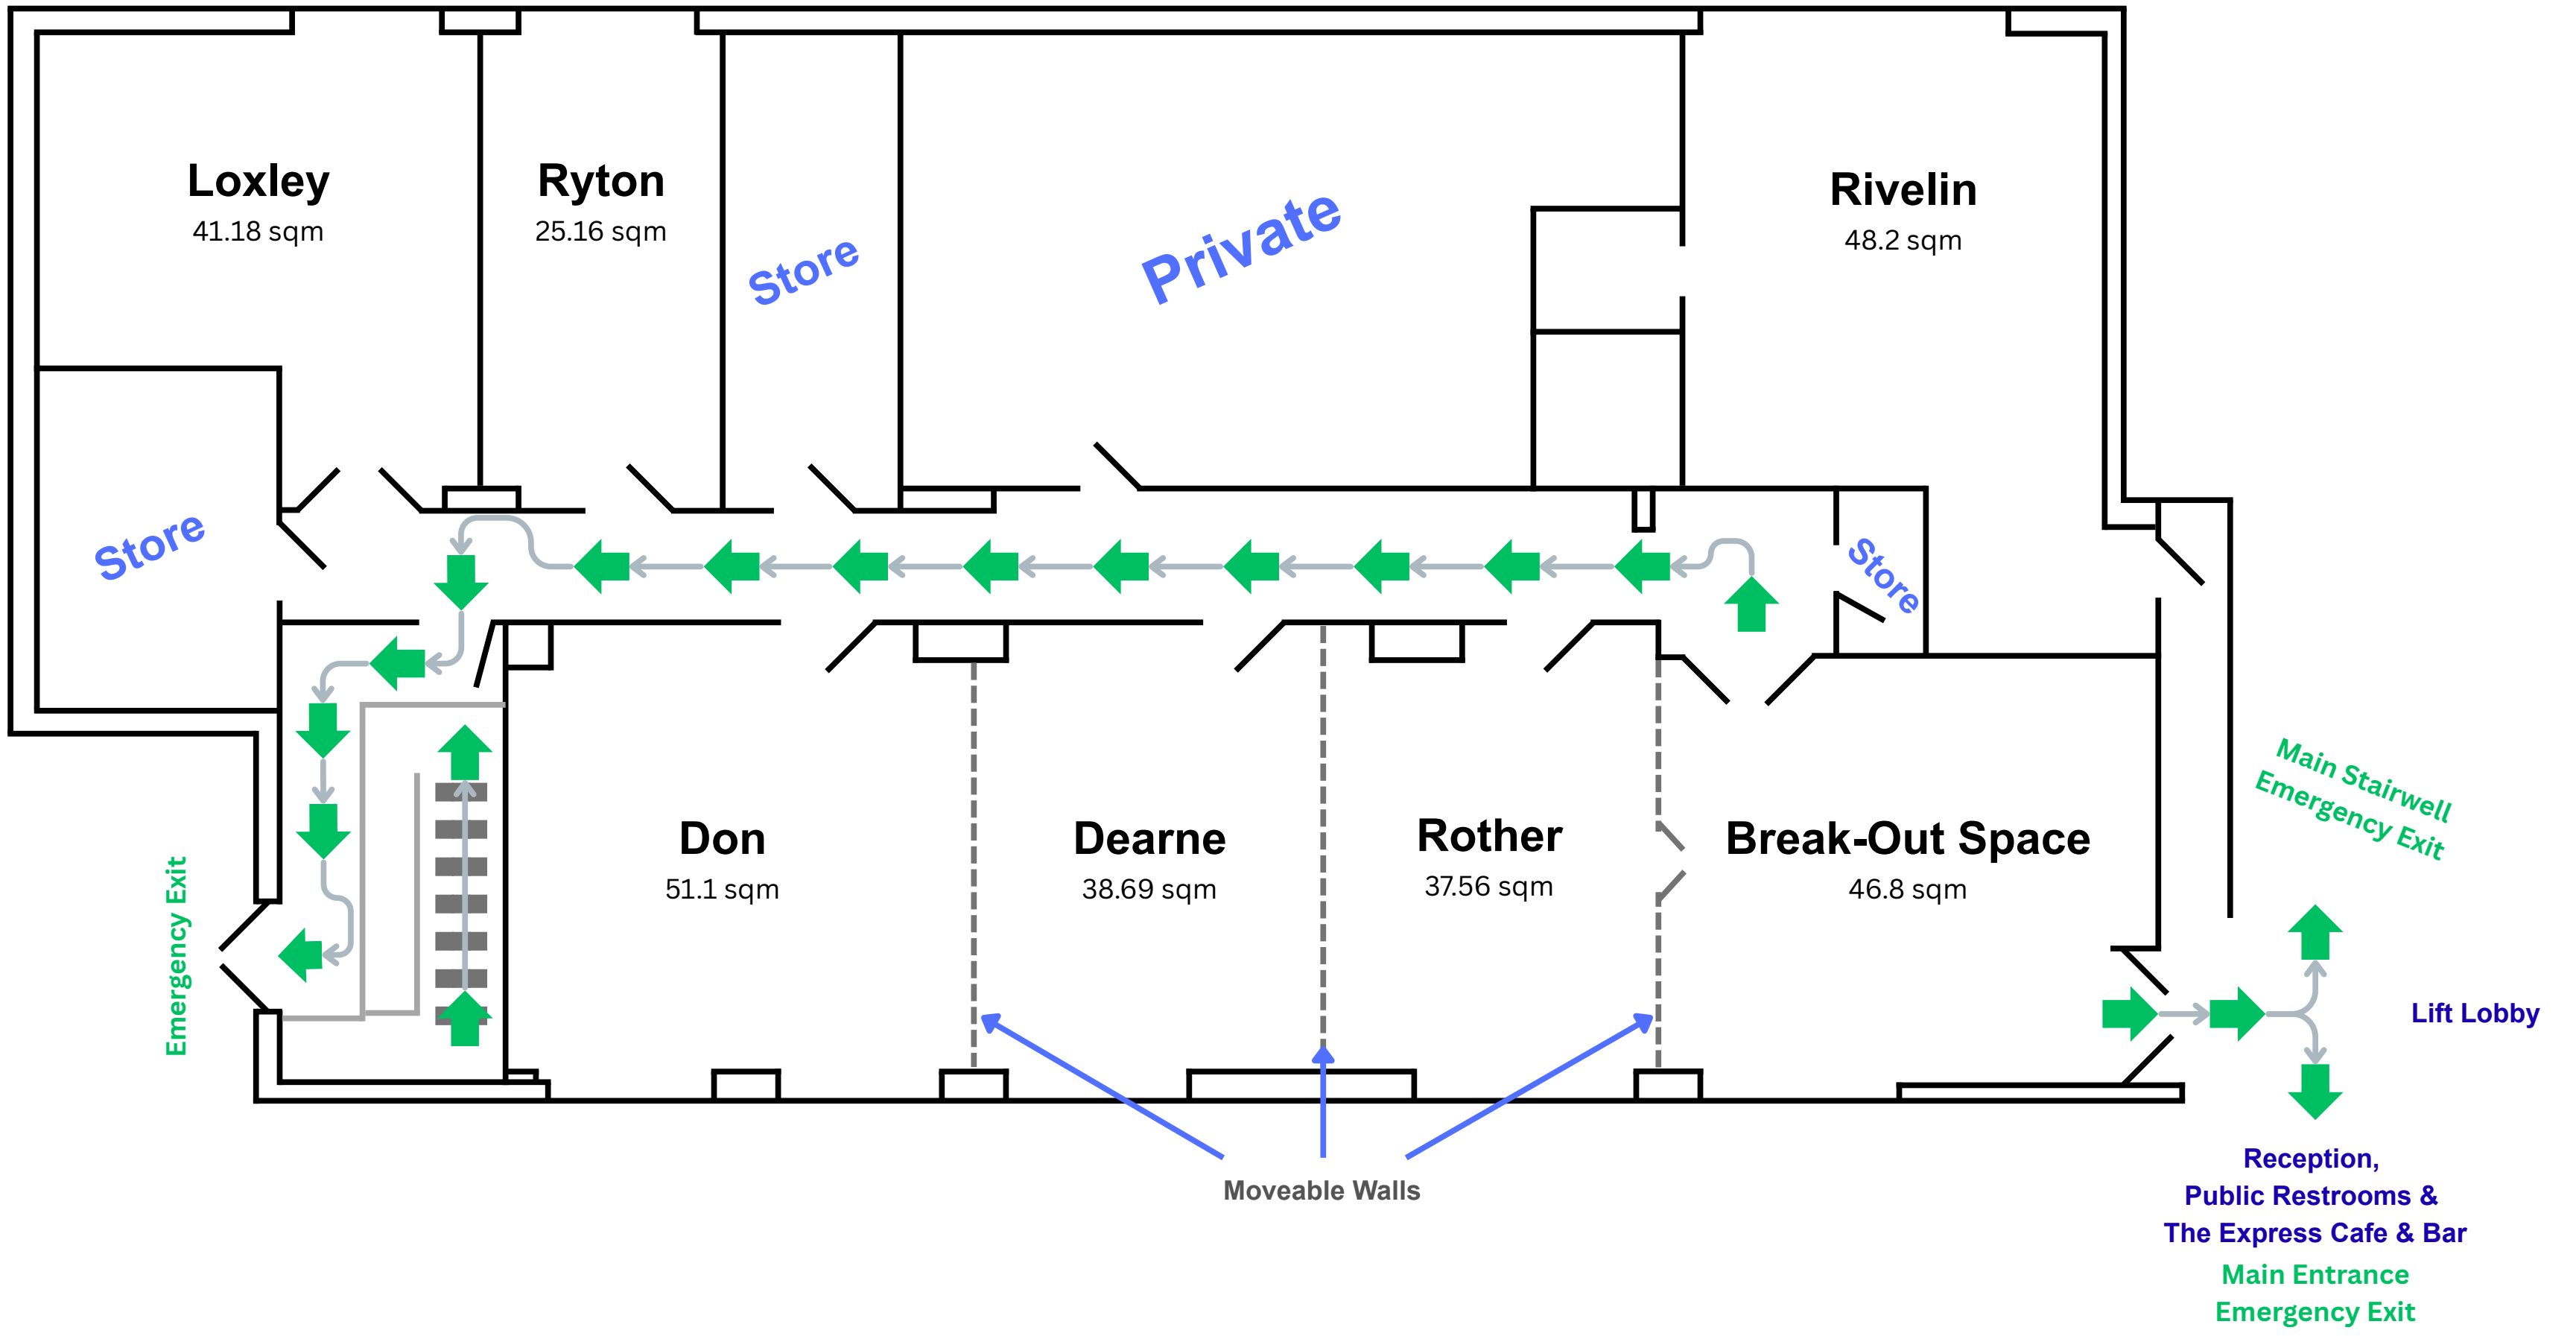 Loxley
41.18 sqm
Ryton
25.16 sqm
Store
Private
Rivelin
48.2 sqm
Store
Store
Don
51.1 sqm
Dearne
38.69 sqm
Rother
37.56 sqm
Break-Out Space
46.8 sqm
Emergency Exit
Main Stairwell
Emergency Exit
Lift Lobby
Moveable Walls
Reception,
Public Restrooms &
The Express Cafe & Bar
Main Entrance
Emergency Exit